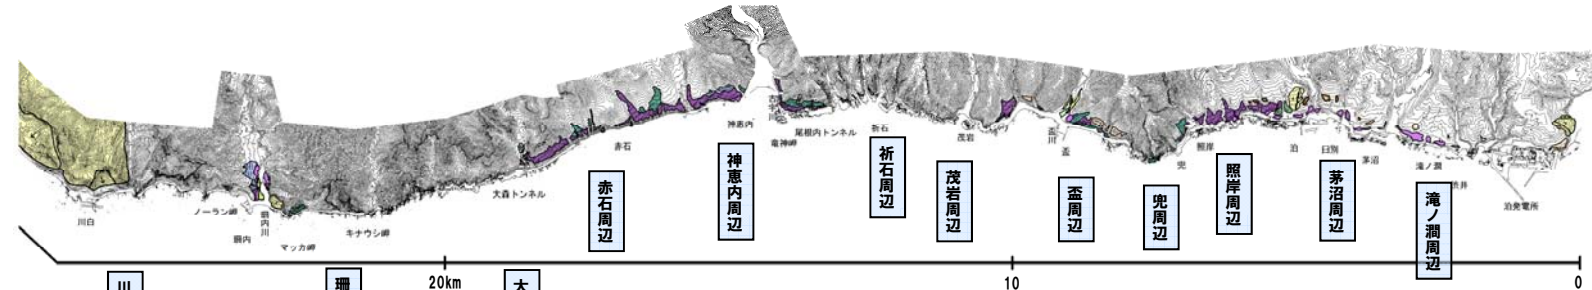 神恵内
尾根内トンネル
祈石
竜神岬
赤石
茂岩
盃川
盃
兜
照岸
泊
臼別
茅沼
滝ノ澗
渋井
泊発電所
大森トンネル
川白
ノーラン岬
珊内川
珊内
マッカ岬
キナウシ岬
赤石周辺
神恵内周辺
祈石周辺
茂岩周辺
盃周辺
兜周辺
照岸周辺
茅沼周辺
滝ノ澗周辺
川
珊
20km
大
10
0